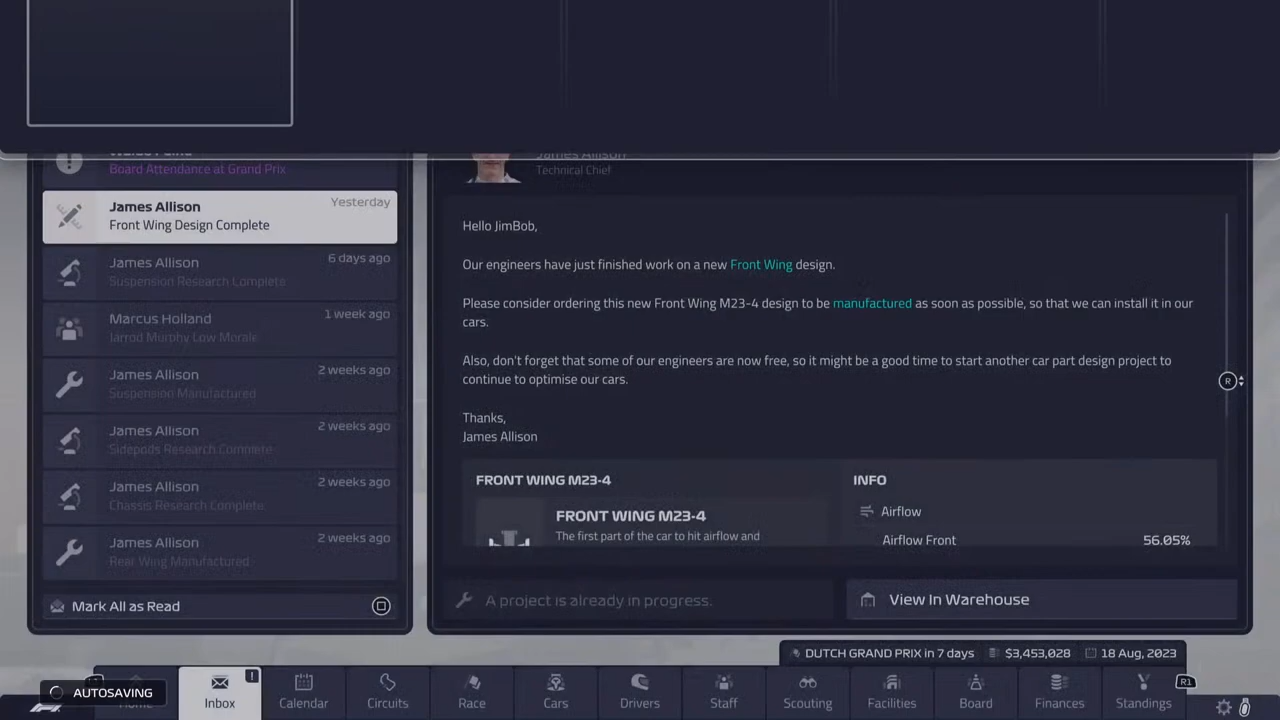 Board Attendance at Grand Prix
James Allison
Technical Chief
James Allison
Yesterday
Front Wing Design Complete
James Allison
6 days ago
Suspension Research Complete
Marcus Holland
1 week ago
Jarrod Murphy Low Morale
James Allison
2 weeks ago
Suspension Manufactured
James Allison
2 weeks ago
Sidepods Research Complete
James Allison
2 weeks ago
Chassis Research Complete
James Allison
2 weeks ago
Rear Wing Manufactured
Mark All as Read
Hello JimBob,
Our engineers have just finished work on a new Front Wing design.
Please consider ordering this new Front Wing M23-4 design to be manufactured as soon as possible, so that we can install it in our
cars.
Also, don't forget that some of our engineers are now free, so it might be a good time to start another car part design project to
continue to optimise our cars.
Thanks,
James Allison
R
FRONT WING M23-4
FRONT WING M23-4
The first part of the car to hit airflow and
INFO
Airflow
Airflow Front
56.05%
A project is already in progress.
View In Warehouse
DUTCH GRAND PRIX in 7 days
$3,453,028
18 Aug, 2023
AUTOSAVING
Home
Inbox
Calendar
Circuits
Race
Cars
Drivers
Staff
Scouting
Facilities
Board
Finances
Standings
R1